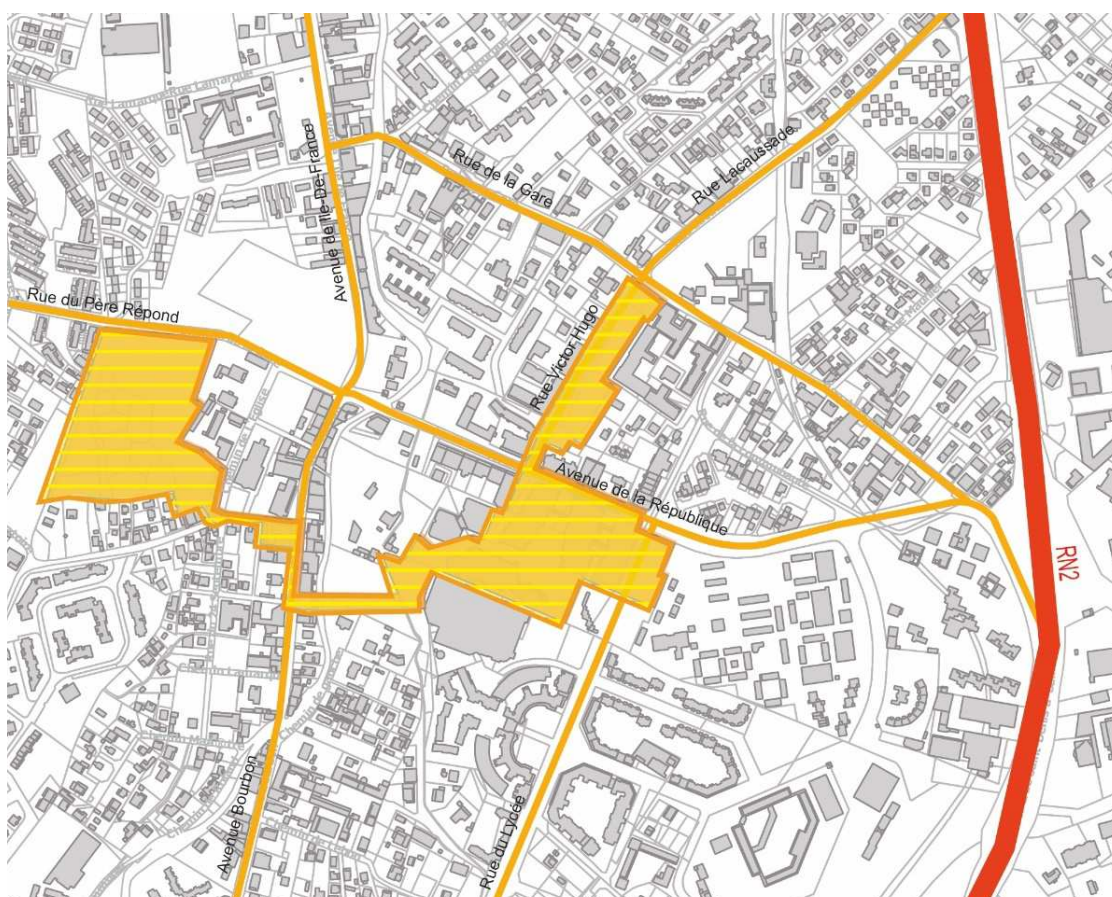 Rue de la Gare
Rue Lacaussade
Avenue de Ile-De-France
Rue du Père Répond
Rue Victor Hugo
Avenue de la République
RN2
Avenue Bourbon
Rue du Lycée